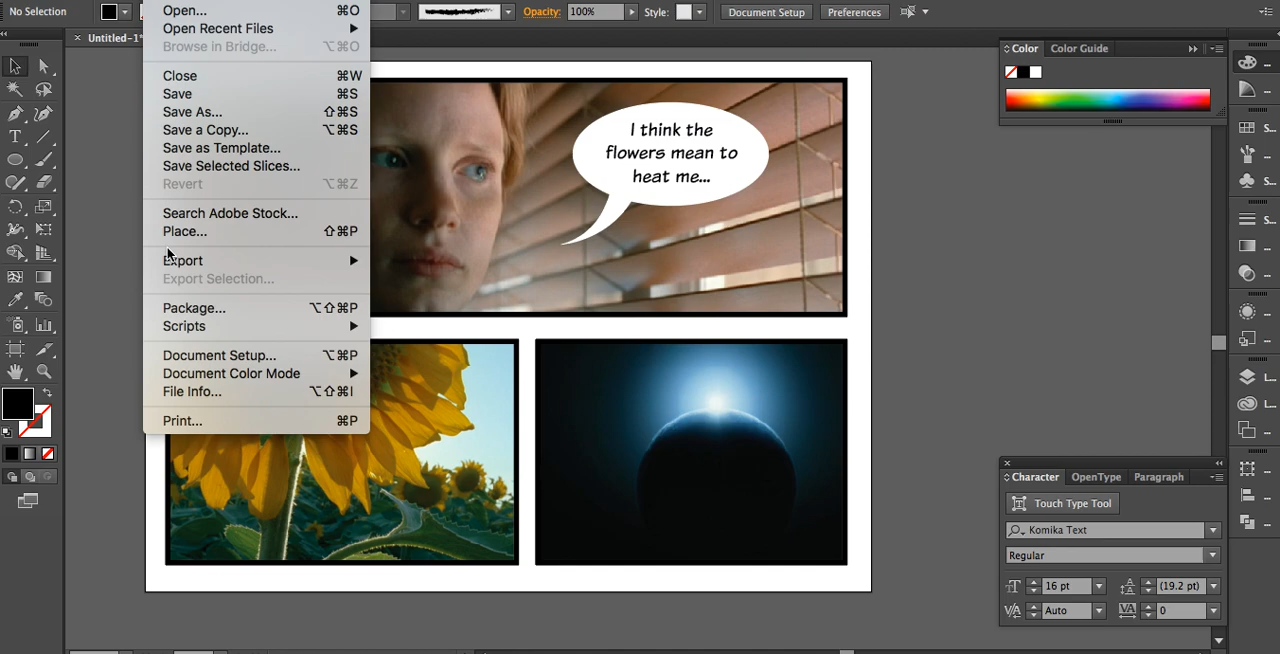 No Selection
Opacity: 100% Style: Document Setup Preferences
Untitled-1*
Open... ⌘O
Open Recent Files
Browse in Bridge... ⌥⌘O
Close ⌘W
Save ⌘S
Save As... ⇧⌘S
Save a Copy... ⌥⌘S
Save as Template...
Save Selected Slices...
Revert ⌥⌘Z
Search Adobe Stock...
Place... ⇧⌘P
Export
Export Selection...
Package... ⌥⇧⌘P
Scripts
Document Setup... ⌥⌘P
Document Color Mode
File Info... ⌥⇧⌘I
Print... ⌘P
I think the
flowers mean to
heat me...
Color Color Guide
S...
S...
S...
L...
L...
Character OpenType Paragraph
Touch Type Tool
Komika Text
Regular
16 pt (19.2 pt)
Auto 0